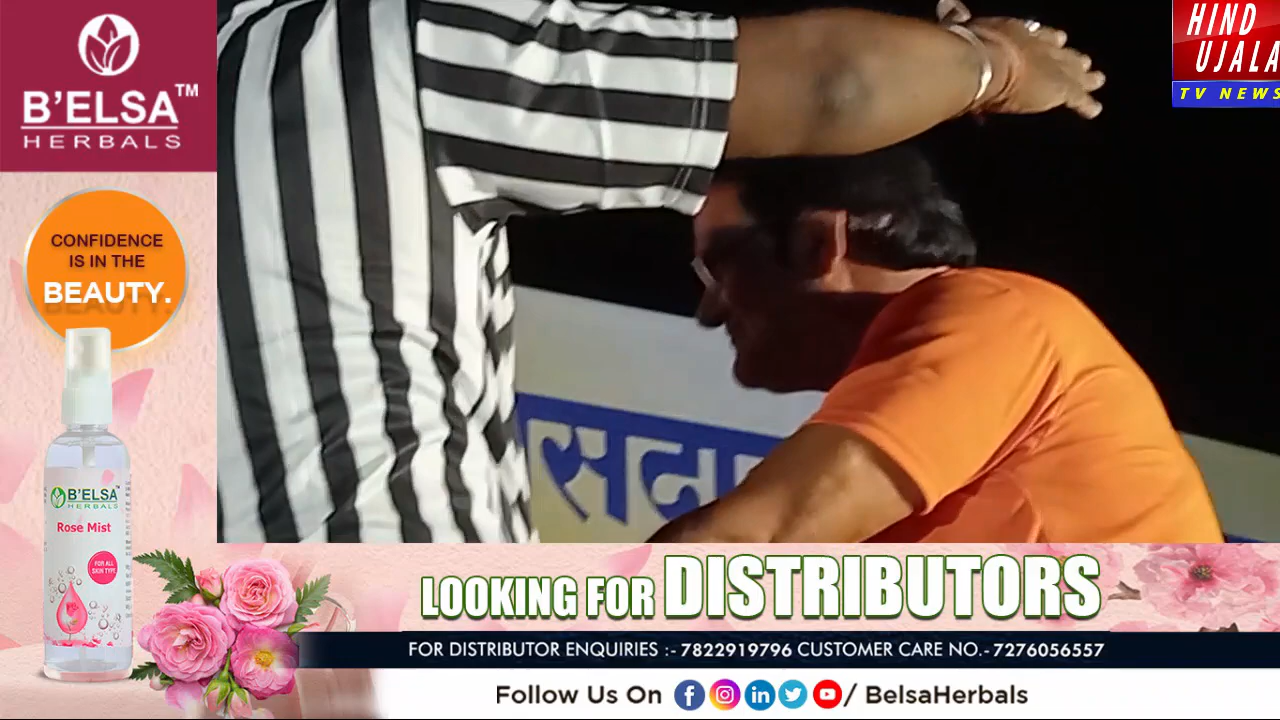 B'ELSA™
HERBALS
CONFIDENCE
IS IN THE
BEAUTY.
B'ELSA
HERBALS
Rose Mist
FOR ALL
SKIN TYPE
HIND
UJALA
TV NEWS
LOOKING FOR DISTRIBUTORS
FOR DISTRIBUTOR ENQUIRIES :- 7822919796 CUSTOMER CARE NO.- 7276056557
Follow Us On / BelsaHerbals